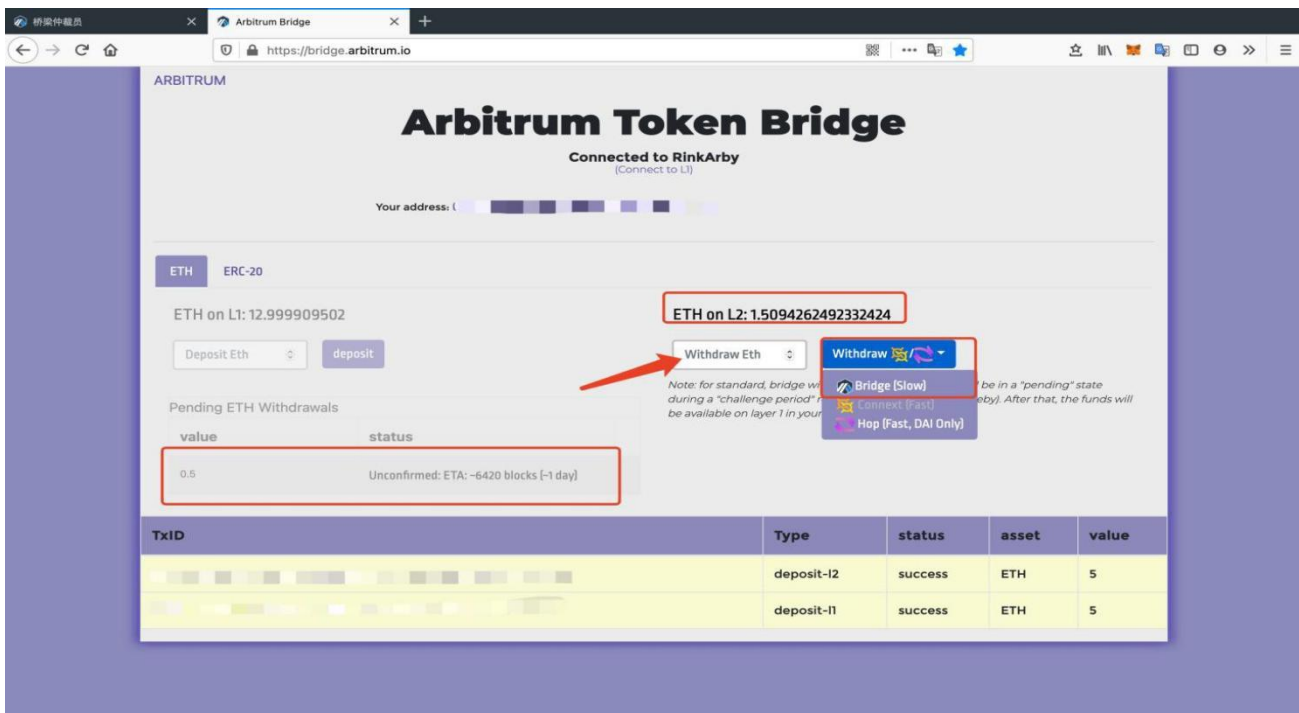 桥梁仲裁员
Arbitrum Bridge
https://bridge.arbitrum.io
ARBITRUM
Arbitrum Token Bridge
Connected to RinkArby
(Connect to L1)
Your address:
ETH ERC-20
ETH on L1: 12.999909502
Deposit Eth deposit
Pending ETH Withdrawals
value status
0.5 Unconfirmed: ETA: ~6420 blocks (~1 day)
ETH on L2: 1.5094262492332424
Withdraw Eth Withdraw /
Bridge (Slow)
Connext (Fast)
Hop (Fast, DAI Only)
Note: for standard, bridge be in a "pending" state
during a "challenge period" After that, the funds will
be available on layer 1 in your
TxID Type status asset value
deposit-l2 success ETH 5
deposit-l1 success ETH 5